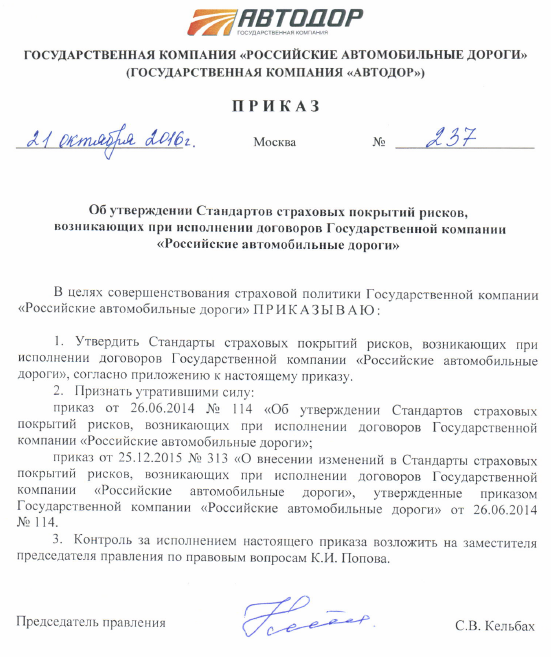 АВТОДОР
ГОСУДАРСТВЕННАЯ КОМПАНИЯ
ГОСУДАРСТВЕННАЯ КОМПАНИЯ «РОССИЙСКИЕ АВТОМОБИЛЬНЫЕ ДОРОГИ»
(ГОСУДАРСТВЕННАЯ КОМПАНИЯ «АВТОДОР»)
ПРИКАЗ
21 октября 2016г. Москва № 237
Об утверждении Стандартов страховых покрытий рисков,
возникающих при исполнении договоров Государственной компании
«Российские автомобильные дороги»
В целях совершенствования страховой политики Государственной компании
«Российские автомобильные дороги» ПРИКАЗЫВАЮ:
1. Утвердить Стандарты страховых покрытий рисков, возникающих при
исполнении договоров Государственной компании «Российские автомобильные
дороги», согласно приложению к настоящему приказу.
2. Признать утратившими силу:
приказ от 26.06.2014 № 114 «Об утверждении Стандартов страховых
покрытий рисков, возникающих при исполнении договоров Государственной
компании «Российские автомобильные дороги»;
приказ от 25.12.2015 № 313 «О внесении изменений в Стандарты страховых
покрытий рисков, возникающих при исполнении договоров Государственной
компании «Российские автомобильные дороги», утвержденные приказом
Государственной компании «Российские автомобильные дороги» от 26.06.2014
№ 114.
3. Контроль за исполнением настоящего приказа возложить на заместителя
председателя правления по правовым вопросам К.И. Попова.
Председатель правления С.В. Кельбах